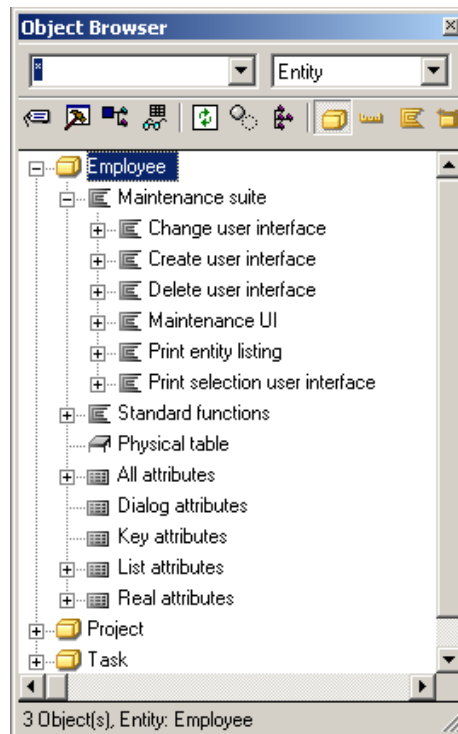 Object Browser
* Entity
Employee
Maintenance suite
Change user interface
Create user interface
Delete user interface
Maintenance UI
Print entity listing
Print selection user interface
Standard functions
Physical table
All attributes
Dialog attributes
Key attributes
List attributes
Real attributes
Project
Task
3 Object(s), Entity: Employee